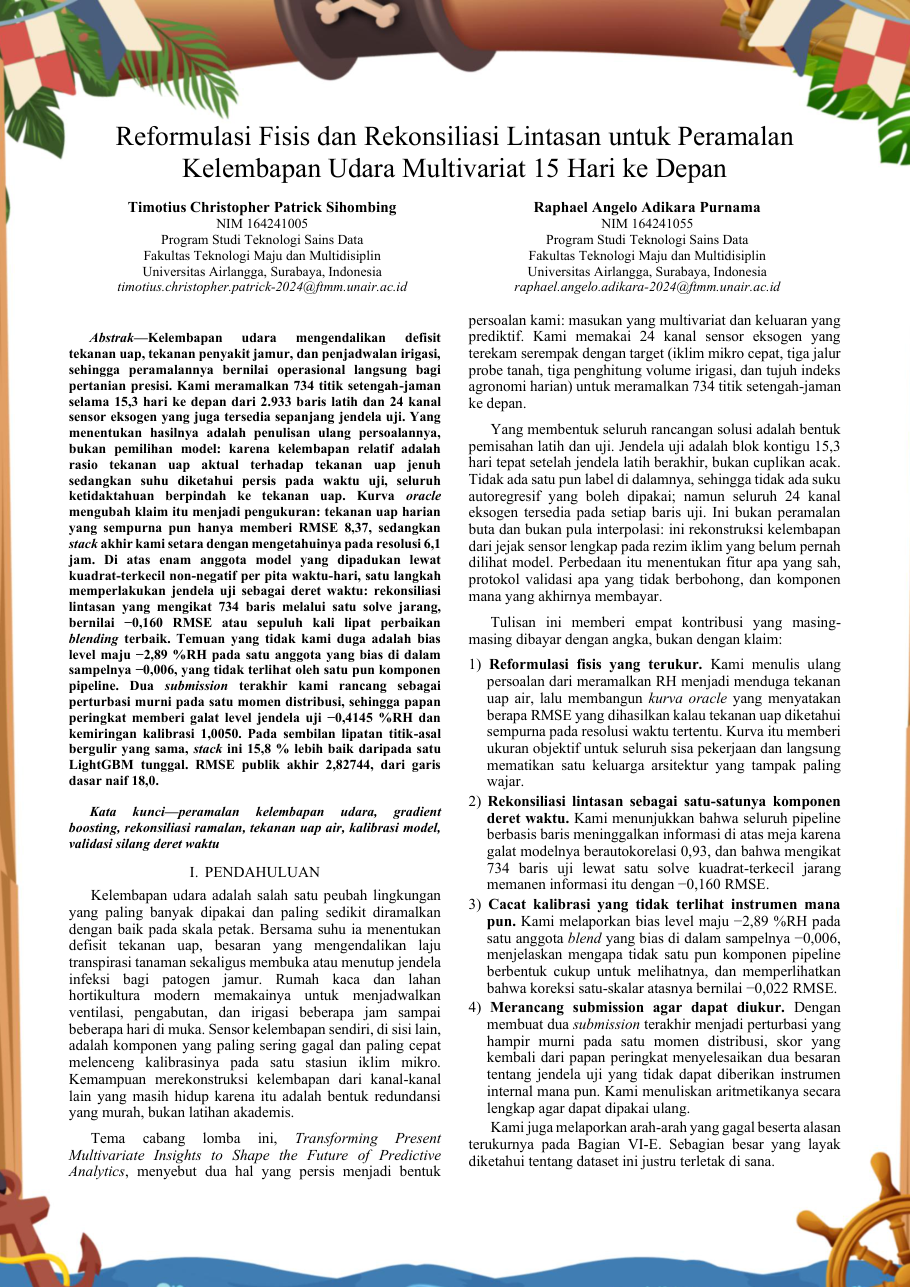 Reformulasi Fisis dan Rekonsiliasi Lintasan untuk Peramalan
Kelembapan Udara Multivariat 15 Hari ke Depan
Timotius Christopher Patrick Sihombing
NIM 164241005
Program Studi Teknologi Sains Data
Fakultas Teknologi Maju dan Multidisiplin
Universitas Airlangga, Surabaya, Indonesia
timotius.christopher.patrick-2024@ftmm.unair.ac.id
Raphael Angelo Adikara Purnama
NIM 164241055
Program Studi Teknologi Sains Data
Fakultas Teknologi Maju dan Multidisiplin
Universitas Airlangga, Surabaya, Indonesia
raphael.angelo.adikara-2024@ftmm.unair.ac.id
Abstrak—Kelembapan udara mengendalikan defisit
tekanan uap, tekanan penyakit jamur, dan penjadwalan irigasi,
sehingga peramalannya bernilai operasional langsung bagi
pertanian presisi. Kami meramalkan 734 titik setengah-jaman
selama 15,3 hari ke depan dari 2.933 baris latih dan 24 kanal
sensor eksogen yang juga tersedia sepanjang jendela uji. Yang
menentukan hasilnya adalah penulisan ulang persoalannya,
bukan pemilihan model: karena kelembapan relatif adalah
rasio tekanan uap aktual terhadap tekanan uap jenuh
sedangkan suhu diketahui persis pada waktu uji, seluruh
ketidaktahuan berpindah ke tekanan uap. Kurva oracle
mengubah klaim itu menjadi pengukuran: tekanan uap harian
yang sempurna pun hanya memberi RMSE 8,37, sedangkan
stack akhir kami setara dengan mengetahuinya pada resolusi 6,1
jam. Di atas enam anggota model yang dipadukan lewat
kuadrat-terkecil non-negatif per pita waktu-hari, satu langkah
memperlakukan jendela uji sebagai deret waktu: rekonsiliasi
lintasan yang mengikat 734 baris melalui satu solve jarang,
bernilai −0,160 RMSE atau sepuluh kali lipat perbaikan
blending terbaik. Temuan yang tidak kami duga adalah bias
level maju −2,89 %RH pada satu anggota yang bias di dalam
sampelnya −0,006, yang tidak terlihat oleh satu pun komponen
pipeline. Dua submission terakhir kami rancang sebagai
perturbasi murni pada satu momen distribusi, sehingga papan
peringkat memberi galat level jendela uji −0,4145 %RH dan
kemiringan kalibrasi 1,0050. Pada sembilan lipatan titik-asal
bergulir yang sama, stack ini 15,8 % lebih baik daripada satu
LightGBM tunggal. RMSE publik akhir 2,82744, dari garis
dasar naif 18,0.
Kata kunci—peramalan kelembapan udara, gradient
boosting, rekonsiliasi ramalan, tekanan uap air, kalibrasi model,
validasi silang deret waktu
I. PENDAHULUAN
Kelembapan udara adalah salah satu peubah lingkungan
yang paling banyak dipakai dan paling sedikit diramalkan
dengan baik pada skala petak. Bersama suhu ia menentukan
defisit tekanan uap, besaran yang mengendalikan laju
transpirasi tanaman sekaligus membuka atau menutup jendela
infeksi bagi patogen jamur. Rumah kaca dan lahan
hortikultura modern memakainya untuk menjadwalkan
ventilasi, pengabutan, dan irigasi beberapa jam sampai
beberapa hari di muka. Sensor kelembapan sendiri, di sisi lain,
adalah komponen yang paling sering gagal dan paling cepat
melenceng kalibrasinya pada satu stasiun iklim mikro.
Kemampuan merekonstruksi kelembapan dari kanal-kanal
lain yang masih hidup karena itu adalah bentuk redundansi
yang murah, bukan latihan akademis.
Tema cabang lomba ini, Transforming Present
Multivariate Insights to Shape the Future of Predictive
Analytics, menyebut dua hal yang persis menjadi bentuk
persoalan kami: masukan yang multivariat dan keluaran yang
prediktif. Kami memakai 24 kanal sensor eksogen yang
terekam serempak dengan target (iklim mikro cepat, tiga jalur
probe tanah, tiga penghitung volume irigasi, dan tujuh indeks
agronomi harian) untuk meramalkan 734 titik setengah-jaman
ke depan.
Yang membentuk seluruh rancangan solusi adalah bentuk
pemisahan latih dan uji. Jendela uji adalah blok kontigu 15,3
hari tepat setelah jendela latih berakhir, bukan cuplikan acak.
Tidak ada satu pun label di dalamnya, sehingga tidak ada suku
autoregresif yang boleh dipakai; namun seluruh 24 kanal
eksogen tersedia pada setiap baris uji. Ini bukan peramalan
buta dan bukan pula interpolasi: ini rekonstruksi kelembapan
dari jejak sensor lengkap pada rezim iklim yang belum pernah
dilihat model. Perbedaan itu menentukan fitur apa yang sah,
protokol validasi apa yang tidak berbohong, dan komponen
mana yang akhirnya membayar.
Tulisan ini memberi empat kontribusi yang masing-
masing dibayar dengan angka, bukan dengan klaim:
1) Reformulasi fisis yang terukur. Kami menulis ulang
persoalan dari meramalkan RH menjadi menduga tekanan
uap air, lalu membangun kurva oracle yang menyatakan
berapa RMSE yang dihasilkan kalau tekanan uap diketahui
sempurna pada resolusi waktu tertentu. Kurva itu memberi
ukuran objektif untuk seluruh sisa pekerjaan dan langsung
mematikan satu keluarga arsitektur yang tampak paling
wajar.
2) Rekonsiliasi lintasan sebagai satu-satunya komponen
deret waktu. Kami menunjukkan bahwa seluruh pipeline
berbasis baris meninggalkan informasi di atas meja karena
galat modelnya berautokorelasi 0,93, dan bahwa mengikat
734 baris uji lewat satu solve kuadrat-terkecil jarang
memanen informasi itu dengan −0,160 RMSE.
3) Cacat kalibrasi yang tidak terlihat instrumen mana
pun. Kami melaporkan bias level maju −2,89 %RH pada
satu anggota blend yang bias di dalam sampelnya −0,006,
menjelaskan mengapa tidak satu pun komponen pipeline
berbentuk cukup untuk melihatnya, dan memperlihatkan
bahwa koreksi satu-skalar atasnya bernilai −0,022 RMSE.
4) Merancang submission agar dapat diukur. Dengan
membuat dua submission terakhir menjadi perturbasi yang
hampir murni pada satu momen distribusi, skor yang
kembali dari papan peringkat menyelesaikan dua besaran
tentang jendela uji yang tidak dapat diberikan instrumen
internal mana pun. Kami menuliskan aritmetikanya secara
lengkap agar dapat dipakai ulang.
Kami juga melaporkan arah-arah yang gagal beserta alasan
terukurnya pada Bagian VI-E. Sebagian besar yang layak
diketahui tentang dataset ini justru terletak di sana.